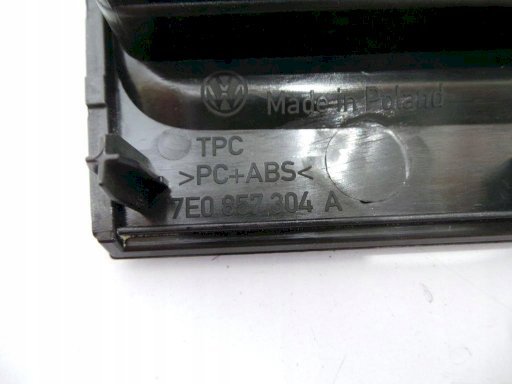 Made in Poland
TPC
>PC+ABS<
7E0.857.304 A